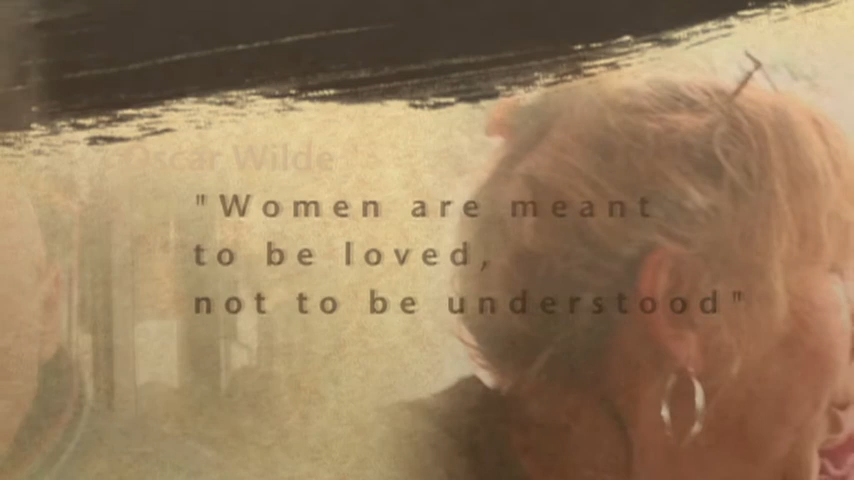 Oscar Wilde
"Women are meant
to be loved,
not to be understood"